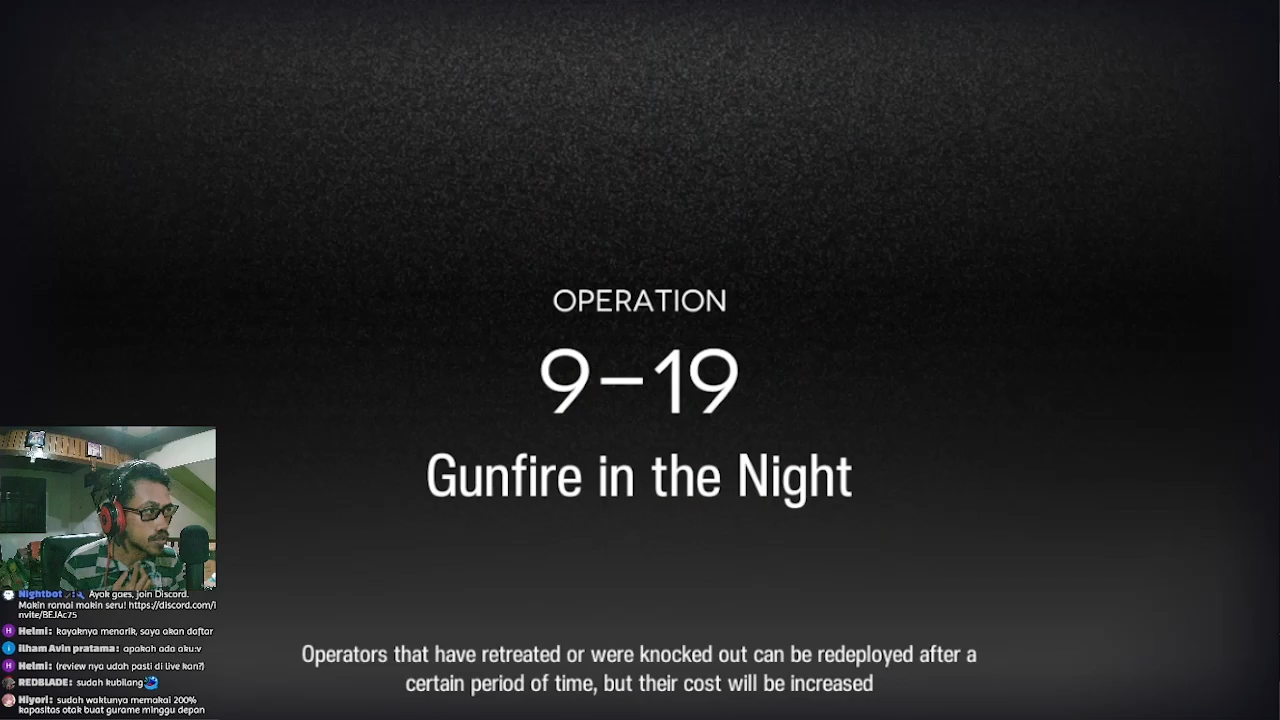 OPERATION
9-19
Gunfire in the Night
Operators that have retreated or were knocked out can be redeployed after a
certain period of time, but their cost will be increased
Nightbot: Ayok gaes, join Discord.
Makin ramai makin seru! https://discord.com/i
nvite/BEJAc75
Helmi: kayaknya menarik, saya akan daftar
ilham Avin pratama: apakah ada aku:v
Helmi: (review nya udah pasti di live kan?)
REDBLADE: sudah kubilang
Hiyori: sudah waktunya memakai 200%
kapasitas otak buat gurame minggu depan